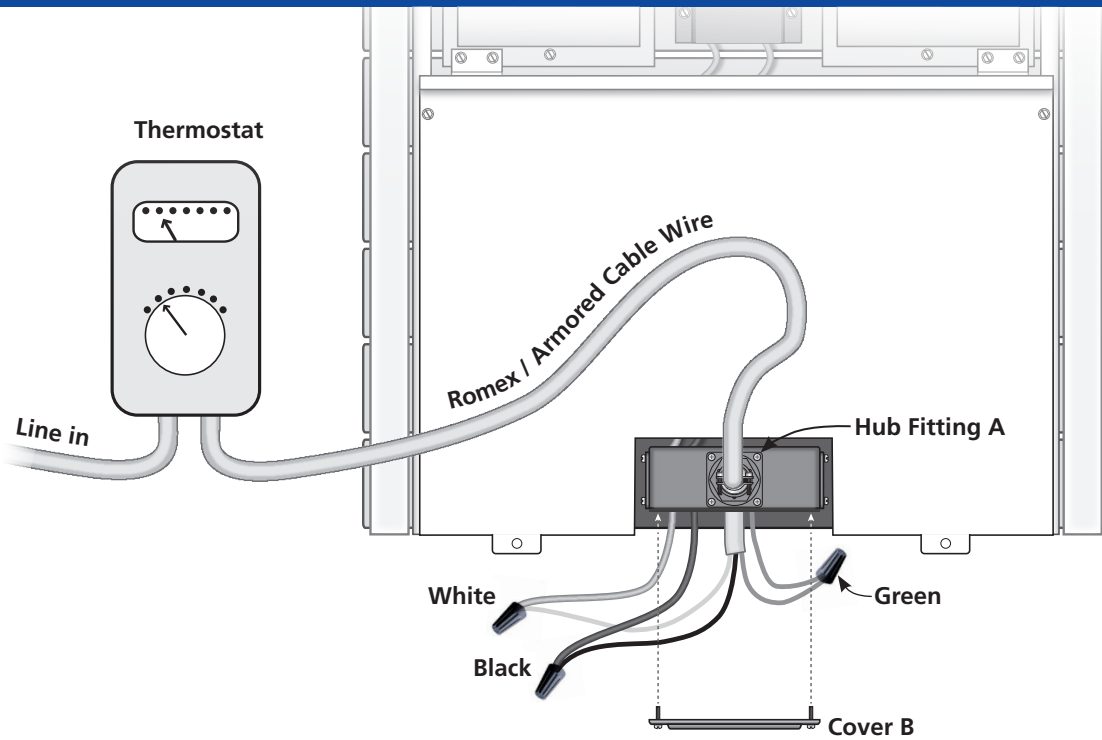 Thermostat
Romex / Armored Cable Wire
Line in
Hub Fitting A
White
Green
Black
Cover B